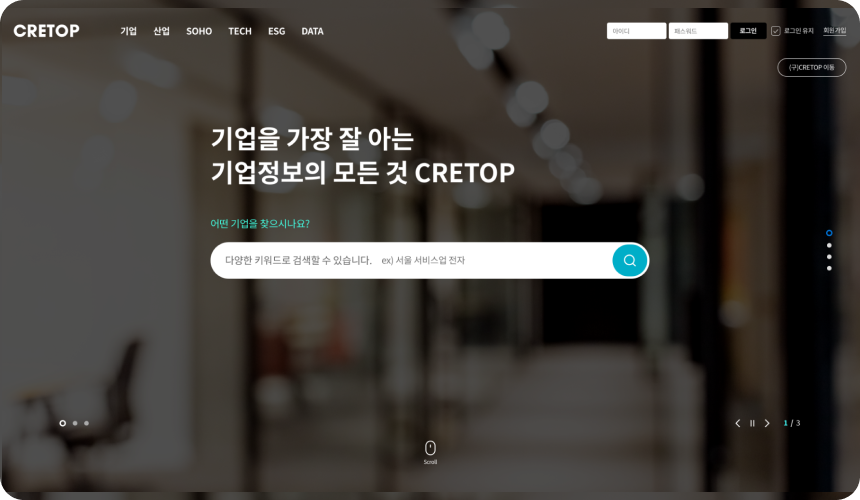 CRETOP
기업 산업 SOHO TECH ESG DATA
아이디 패스워드 로그인 로그인 유지 회원가입
(구)CRETOP 이동
기업을 가장 잘 아는
기업정보의 모든 것 CRETOP
어떤 기업을 찾으시나요?
다양한 키워드로 검색할 수 있습니다. ex) 서울 서비스업 전자
1 / 3
Scroll